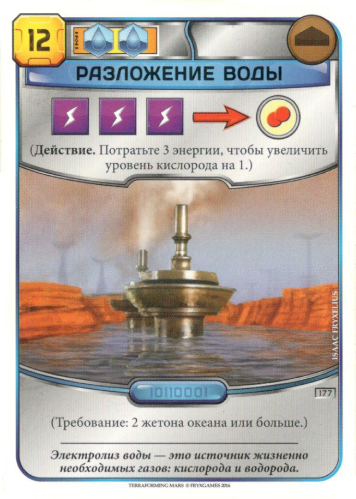 12
РАЗЛОЖЕНИЕ ВОДЫ
(Действие. Потратьте 3 энергии, чтобы увеличить
уровень кислорода на 1.)
ISAAC FRYXELIUS
10110001
177
(Требование: 2 жетона океана или больше.)
Электролиз воды — это источник жизненно
необходимых газов: кислорода и водорода.
TERRAFORMING MARS © FRYXGAMES 2016